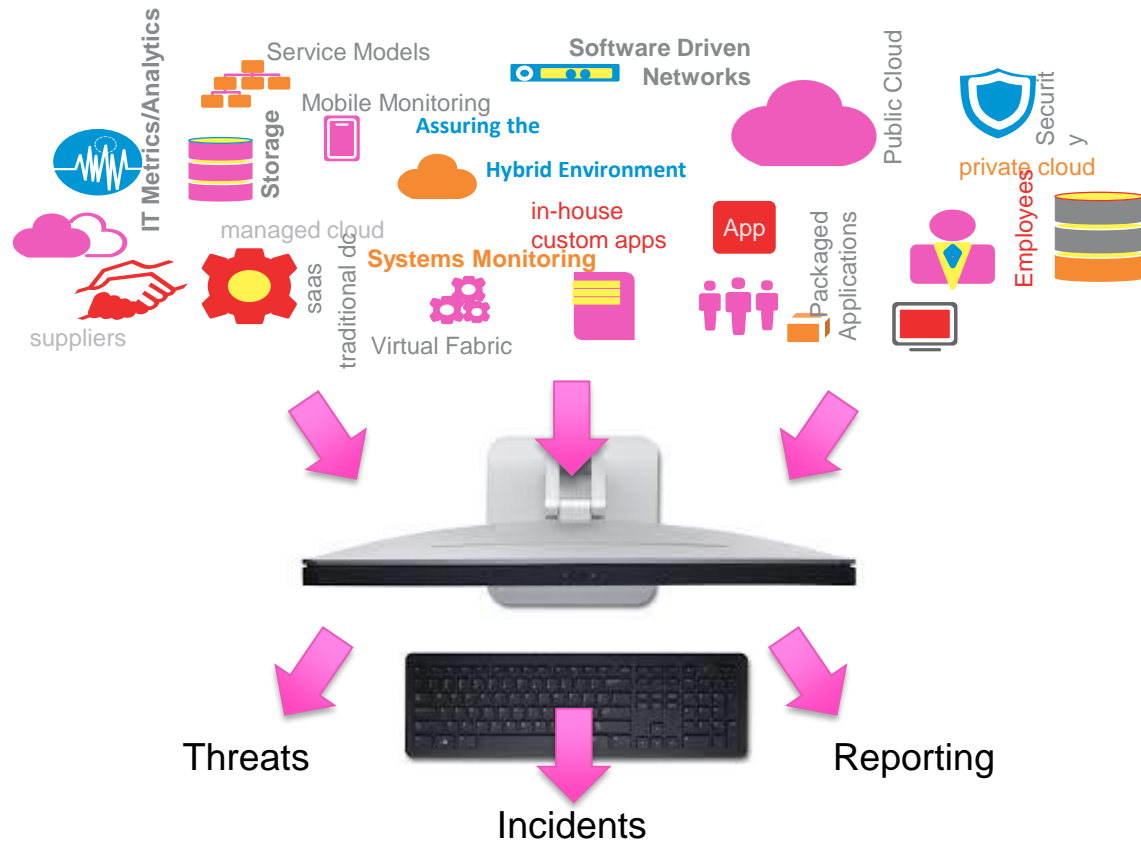 IT Metrics/Analytics
Service Models
Software Driven
Networks
Public Cloud
Securit
y
Mobile Monitoring
Storage
Assuring the
Hybrid Environment
private cloud
managed cloud
in-house
custom apps
App
Packaged
Applications
Employees
suppliers
saas
traditional dc
Systems Monitoring
Virtual Fabric
Threats
Reporting
Incidents